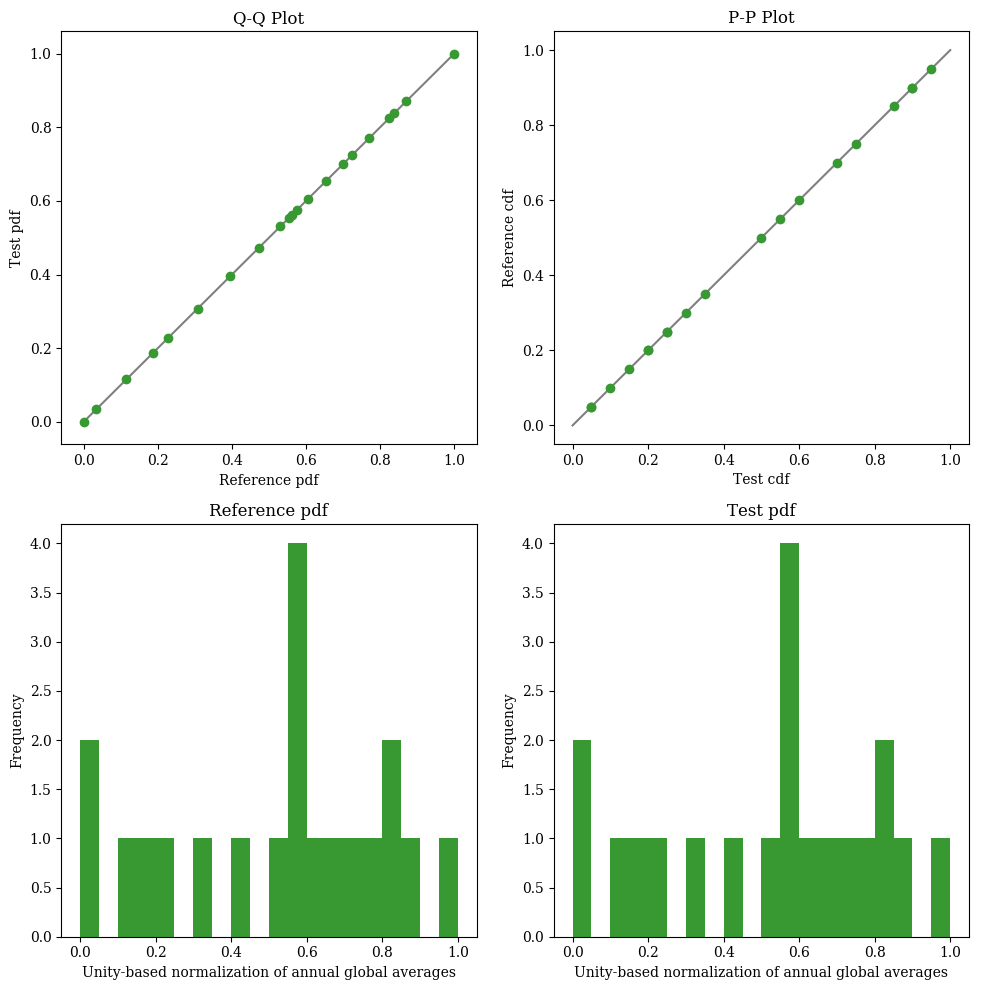 Q-Q Plot
1.0
0.8
0.6
0.4
0.2
0.0
Test pdf
0.0 0.2 0.4 0.6 0.8 1.0
Reference pdf
P-P Plot
1.0
0.8
0.6
0.4
0.2
0.0
Reference cdf
0.0 0.2 0.4 0.6 0.8 1.0
Test cdf
Reference pdf
4.0
3.5
3.0
2.5
2.0
1.5
1.0
0.5
0.0
Frequency
0.0 0.2 0.4 0.6 0.8 1.0
Unity-based normalization of annual global averages
Test pdf
4.0
3.5
3.0
2.5
2.0
1.5
1.0
0.5
0.0
Frequency
0.0 0.2 0.4 0.6 0.8 1.0
Unity-based normalization of annual global averages